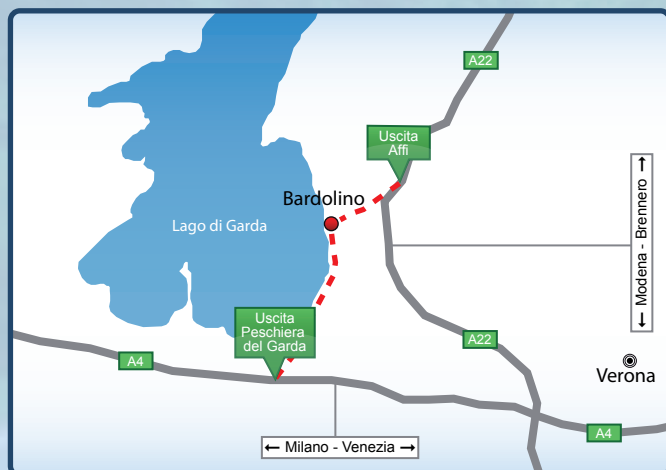 A22
Uscita
Affi
Bardolino
Lago di Garda
← Modena - Brennero →
Uscita
Peschiera
del Garda
A22
A4
Verona
A4
← Milano - Venezia →